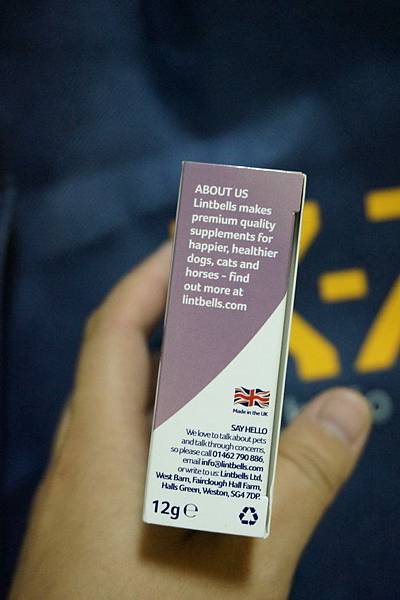 ABOUT US
Lintbells makes
premium quality
supplements for
happier, healthier
dogs, cats and
horses – find
out more at
lintbells.com
Made in the UK
SAY HELLO
We love to talk about pets
and talk through concerns,
so please call 01462 790 886,
email info@lintbells.com
or write to us: Lintbells Ltd,
West Barn, Fairclough Hall Farm,
Halls Green, Weston, SG4 7DP.
12g ℮